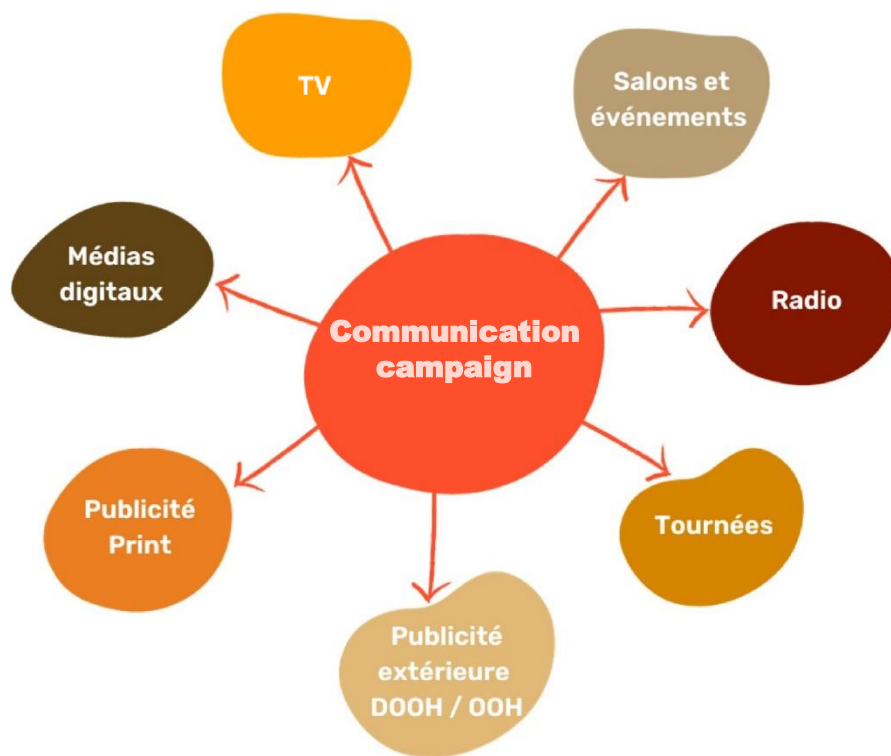 TV
Salons et
événements
Médias
digitaux
Radio
Communication
campaign
Publicité
Print
Tournées
Publicité
extérieure
DOOH / OOH